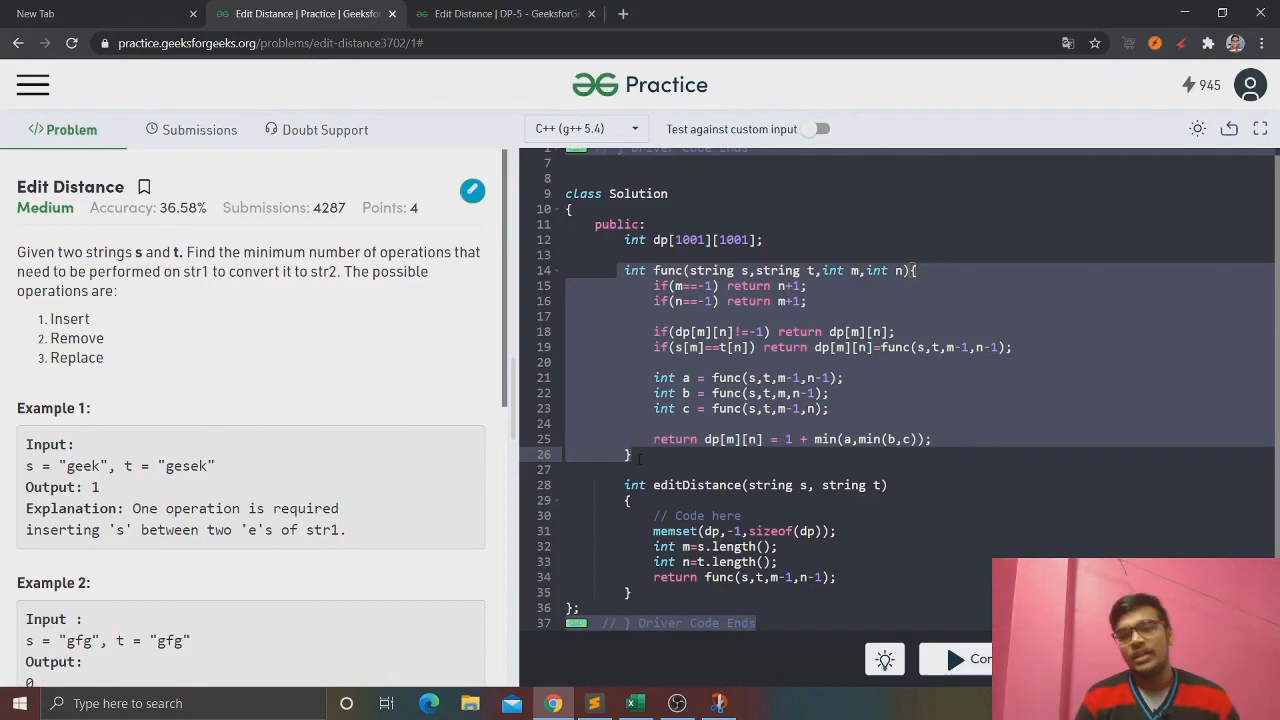 New Tab
Edit Distance | Practice | Geeksfor
Edit Distance | DP-5 - GeeksforGe
practice.geeksforgeeks.org/problems/edit-distance3702/1#
Practice
945
</> Problem
Submissions
Doubt Support
C++ (g++ 5.4)
Test against custom input
Edit Distance
Medium Accuracy: 36.58% Submissions: 4287 Points: 4
Given two strings s and t. Find the minimum number of operations
that need to be performed on str1 to convert it to str2. The possible
operations are:
1. Insert
2. Remove
3. Replace
Example 1:
Input:
s = "geek", t = "gesek"
Output: 1
Explanation: One operation is required
inserting 's' between two 'e's of str1.
Example 2:
Input :
s = "gfg", t = "gfg"
Output:
0
1 // } Driver Code Ends
7
8
9 class Solution
10 {
11 public:
12 int dp[1001][1001];
13
14 int func(string s,string t,int m,int n){
15 if(m==-1) return n+1;
16 if(n==-1) return m+1;
17
18 if(dp[m][n]!=-1) return dp[m][n];
19 if(s[m]==t[n]) return dp[m][n]=func(s,t,m-1,n-1);
20
21 int a = func(s,t,m-1,n-1);
22 int b = func(s,t,m,n-1);
23 int c = func(s,t,m-1,n);
24
25 return dp[m][n] = 1 + min(a,min(b,c));
26 }
27
28 int editDistance(string s, string t)
29 {
30 // Code here
31 memset(dp,-1,sizeof(dp));
32 int m=s.length();
33 int n=t.length();
34 return func(s,t,m-1,n-1);
35 }
36 };
37 // } Driver Code Ends
Con
Type here to search